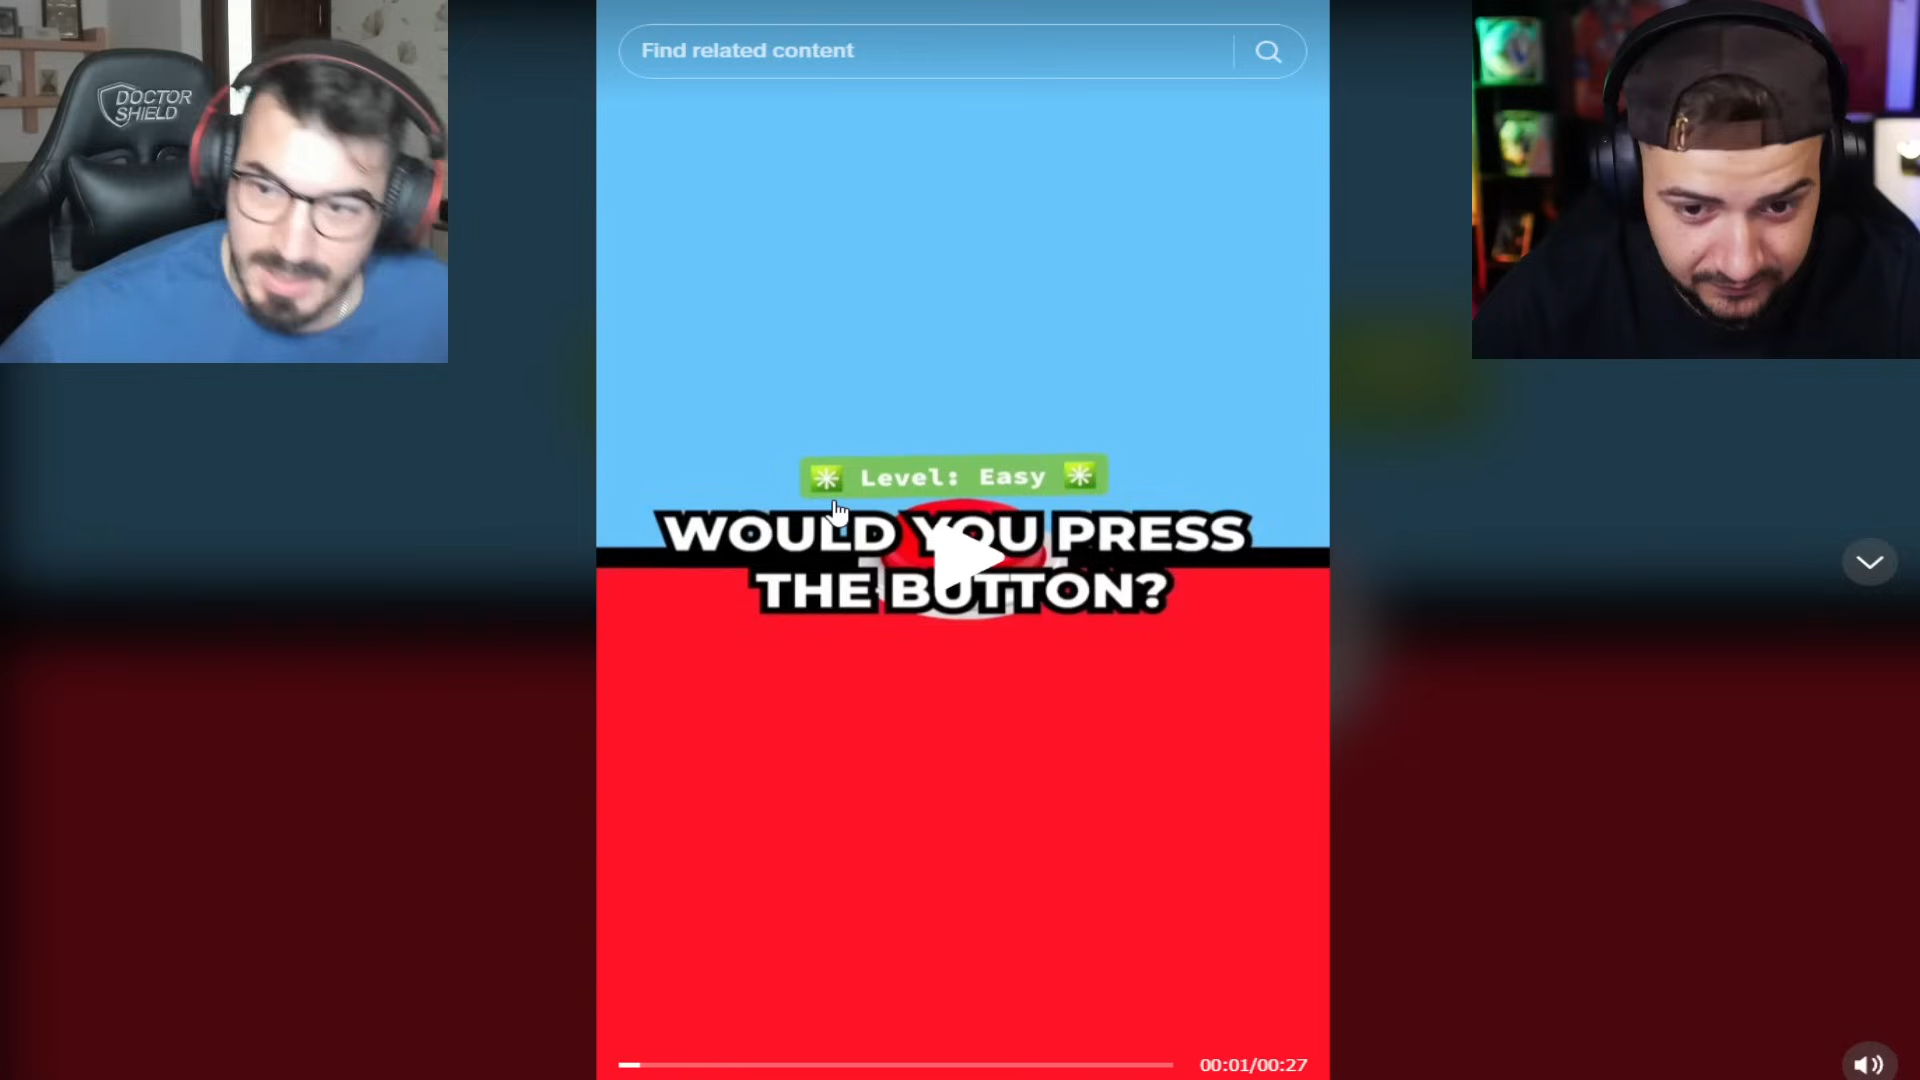 DOCTOR
SHIELD
Find related content
Level: Easy
WOULD YOU PRESS
THE BUTTON?
00:01/00:27